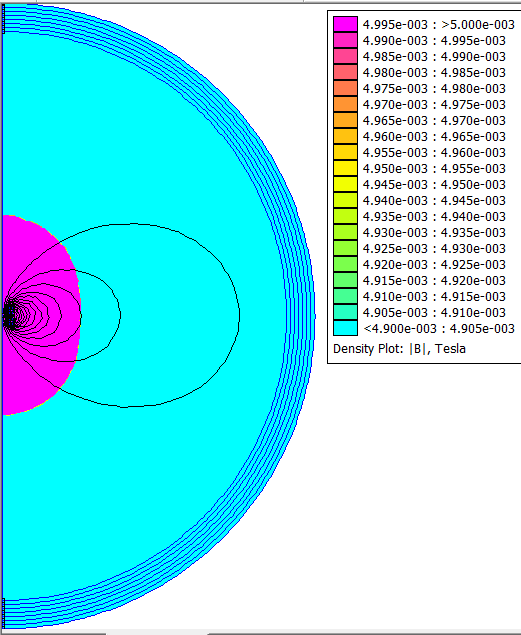 4.995e-003 : >5.000e-003
4.990e-003 : 4.995e-003
4.985e-003 : 4.990e-003
4.980e-003 : 4.985e-003
4.975e-003 : 4.980e-003
4.970e-003 : 4.975e-003
4.965e-003 : 4.970e-003
4.960e-003 : 4.965e-003
4.955e-003 : 4.960e-003
4.950e-003 : 4.955e-003
4.945e-003 : 4.950e-003
4.940e-003 : 4.945e-003
4.935e-003 : 4.940e-003
4.930e-003 : 4.935e-003
4.925e-003 : 4.930e-003
4.920e-003 : 4.925e-003
4.915e-003 : 4.920e-003
4.910e-003 : 4.915e-003
4.905e-003 : 4.910e-003
<4.900e-003 : 4.905e-003
Density Plot: |B|, Tesla